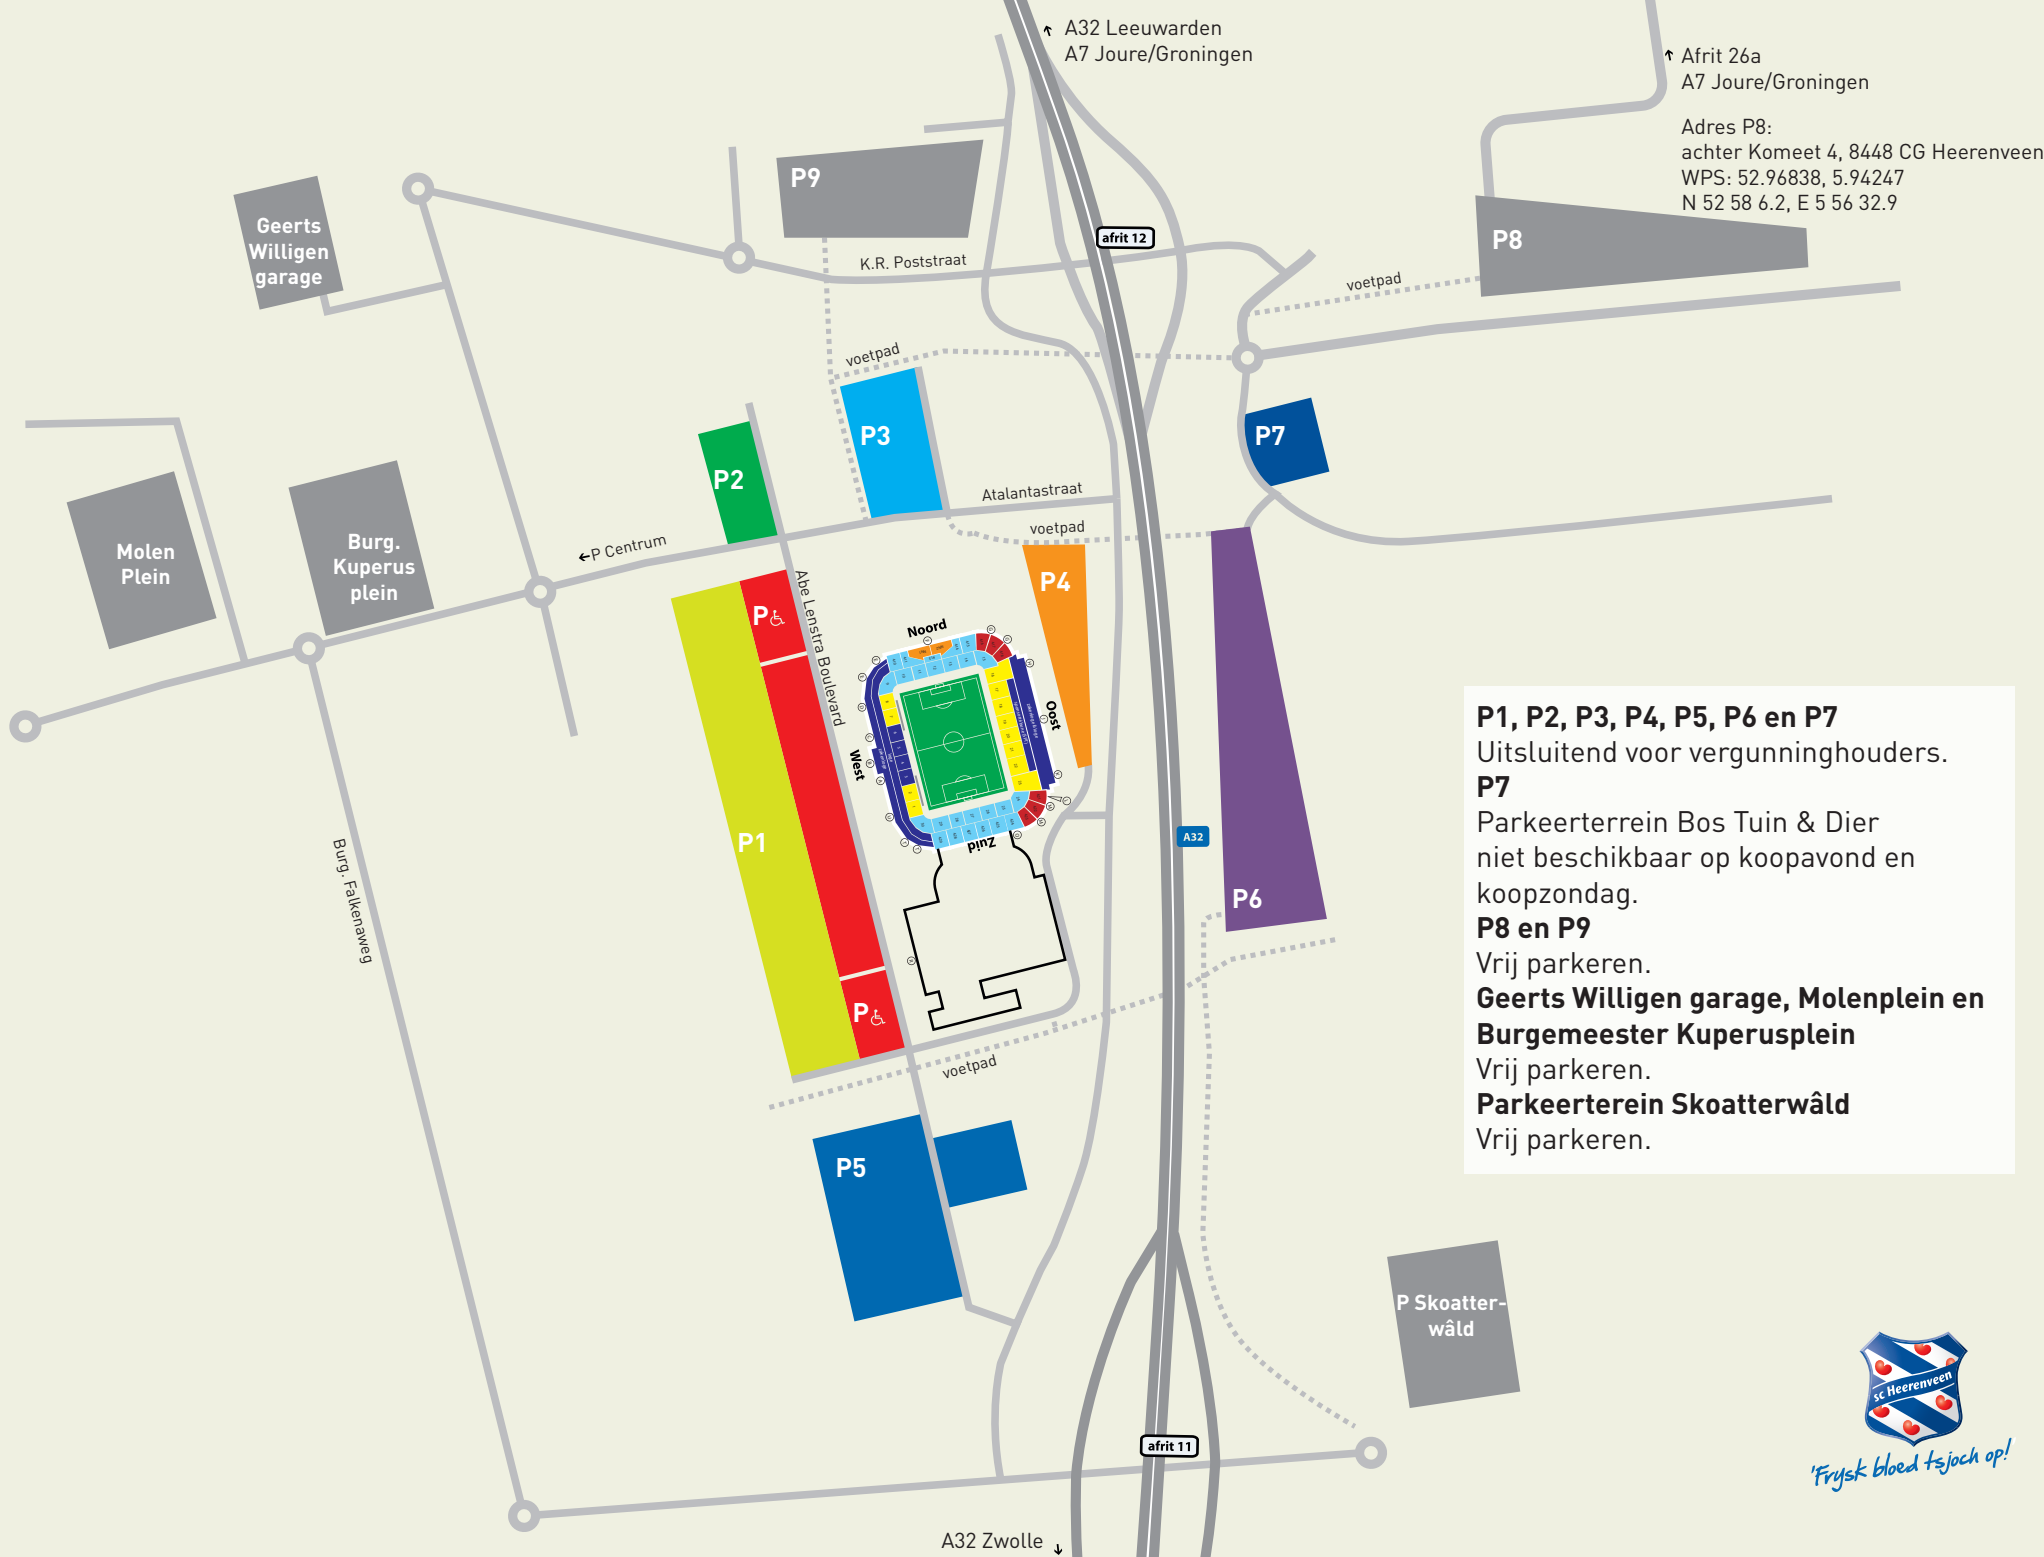 A32 Leeuwarden
A7 Joure/Groningen
Afrit 26a
A7 Joure/Groningen
Adres P8:
achter Komeet 4, 8448 CG Heerenveen
WPS: 52.96838, 5.94247
N 52 58 6.2, E 5 56 32.9
P9
Geerts
Willigen
garage
afrit 12
P8
K.R. Poststraat
voetpad
voetpad
P3
P7
P2
Atalantastraat
voetpad
P Centrum
Molen
Plein
Burg.
Kuperus
plein
P4
P
Abe Lenstra Boulevard
Noord
Oost
West
Zuid
P1
A32
Burg. Falkenaweg
P6
P
voetpad
P5
P1, P2, P3, P4, P5, P6 en P7
Uitsluitend voor vergunninghouders.
P7
Parkeerterrein Bos Tuin & Dier
niet beschikbaar op koopavond en
koopzondag.
P8 en P9
Vrij parkeren.
Geerts Willigen garage, Molenplein en
Burgemeester Kuperusplein
Vrij parkeren.
Parkeerterein Skoatterwâld
Vrij parkeren.
P Skoatter-
wâld
sc Heerenveen
'Frysk bloed tsjoch op!
afrit 11
A32 Zwolle